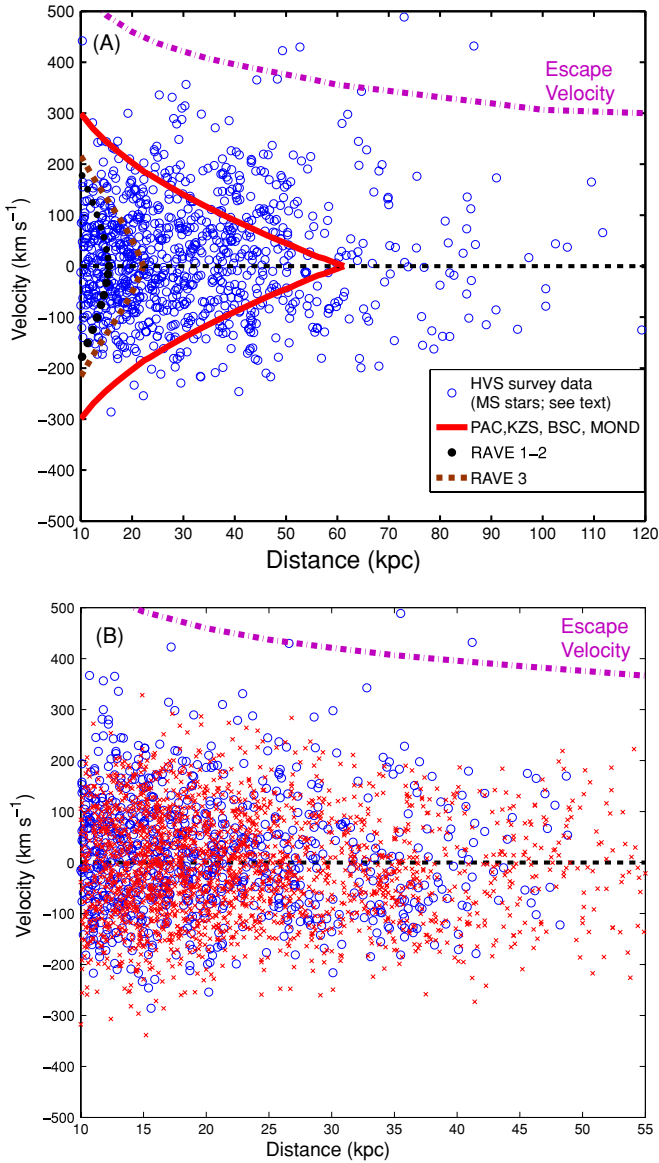 500
(A)
400
Escape
Velocity
300
200
100
0
−100
−200
−300
−400
−500
Velocity (km s−1)
HVS survey data
(MS stars; see text)
PAC,KZS, BSC, MOND
RAVE 1−2
RAVE 3
10 20 30 40 50 60 70 80 90 100 110 120
Distance (kpc)
500
(B)
Escape
Velocity
400
300
200
100
0
−100
−200
−300
−400
−500
Velocity (km s−1)
10 15 20 25 30 35 40 45 50 55
Distance (kpc)